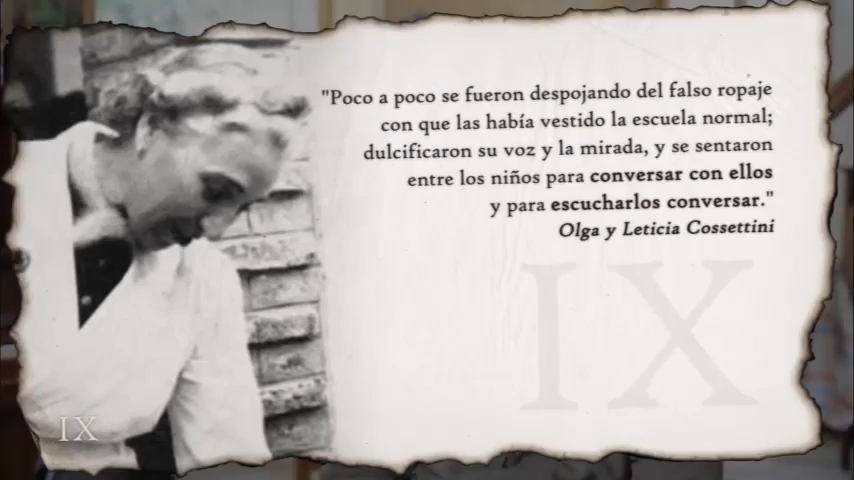 "Poco a poco se fueron despojando del falso ropaje
con que las había vestido la escuela normal;
dulcificaron su voz y la mirada, y se sentaron
entre los niños para conversar con ellos
y para escucharlos conversar."
Olga y Leticia Cossettini
IX
IX